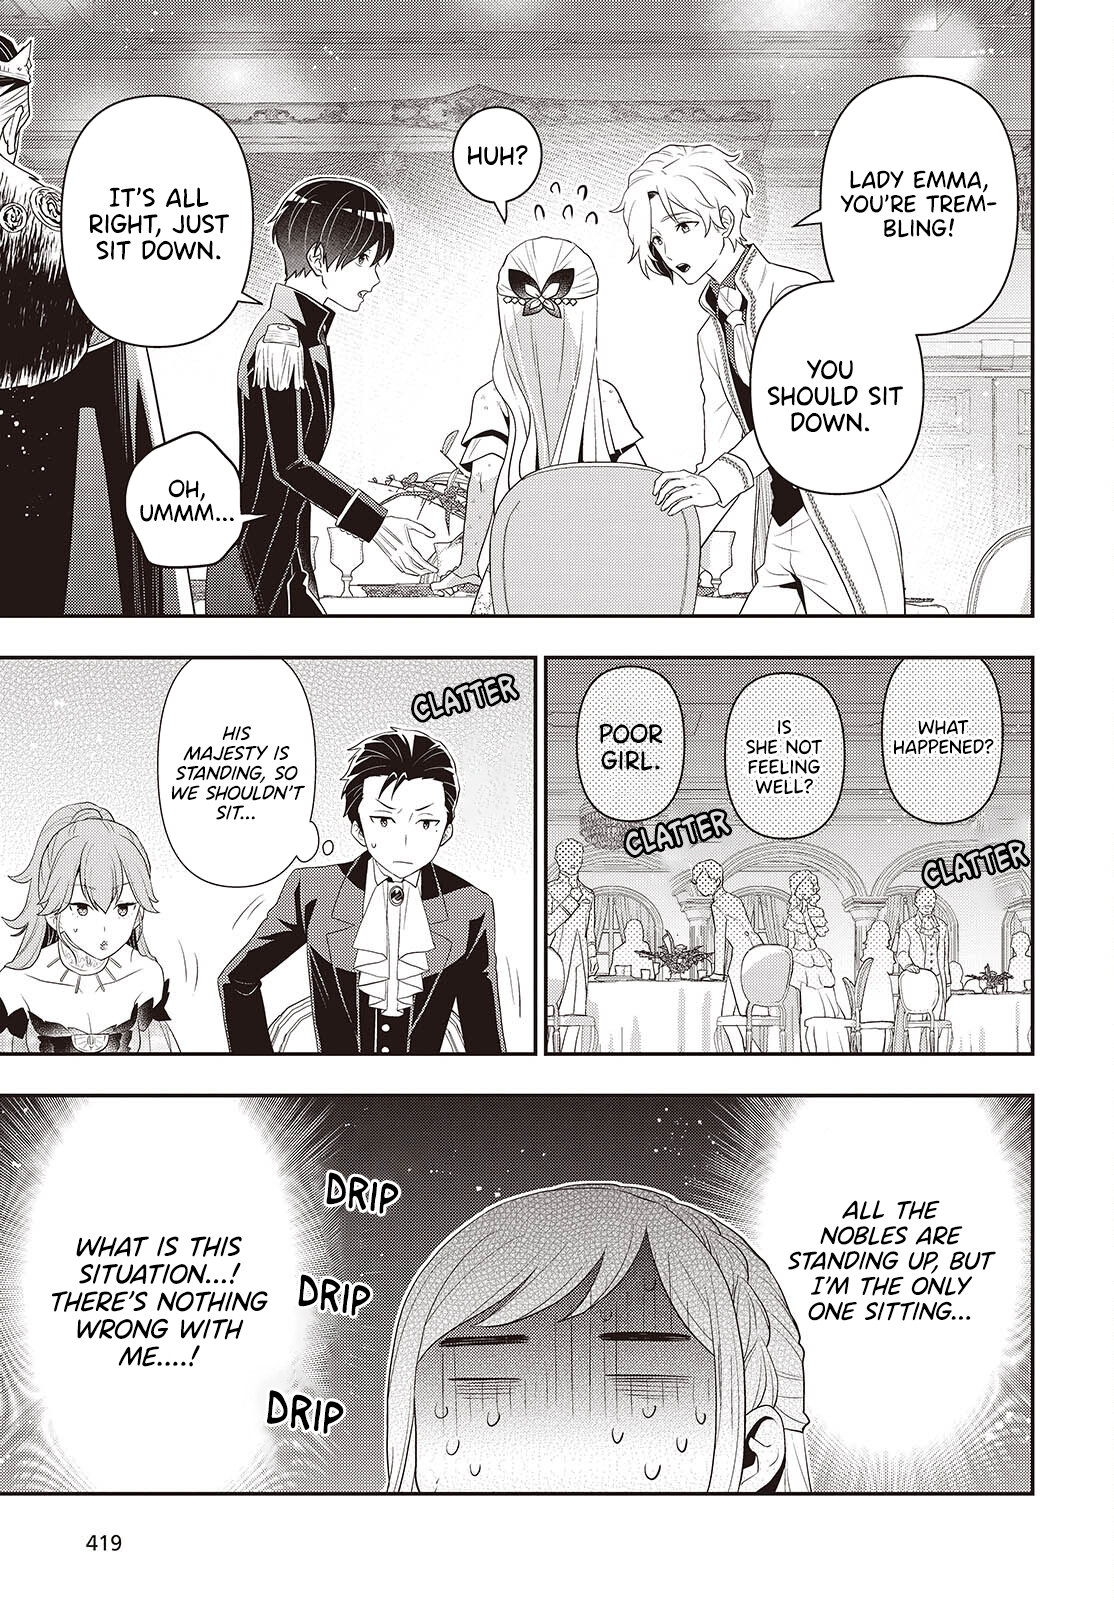 LADY EMMA,
YOU'RE TREM-
BLING!
YOU
SHOULD SIT
DOWN.
HUH?
IT'S ALL
RIGHT, JUST
SIT DOWN.
OH,
UMMM...
WHAT
HAPPENED?
IS
SHE NOT
FEELING
WELL?
POOR
GIRL.
CLATTER
CLATTER
CLATTER
HIS
MAJESTY IS
STANDING, SO
WE SHOULDN'T
SIT...
ALL THE
NOBLES ARE
STANDING UP, BUT
I'M THE ONLY
ONE SITTING...
DRIP
DRIP
DRIP
WHAT IS THIS
SITUATION...!
THERE'S NOTHING
WRONG WITH
ME....!
419